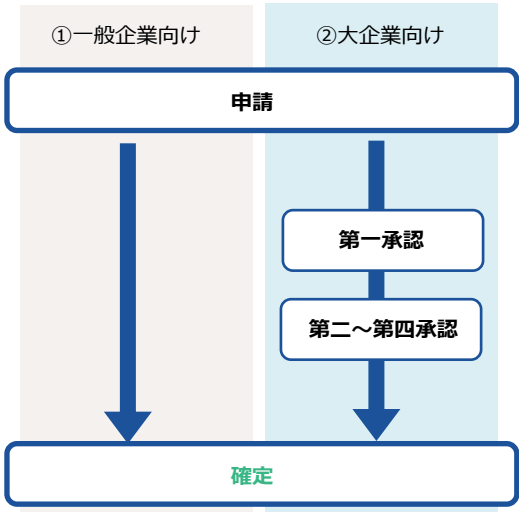 ①一般企業向け
②大企業向け
申請
第一承認
第二～第四承認
確定